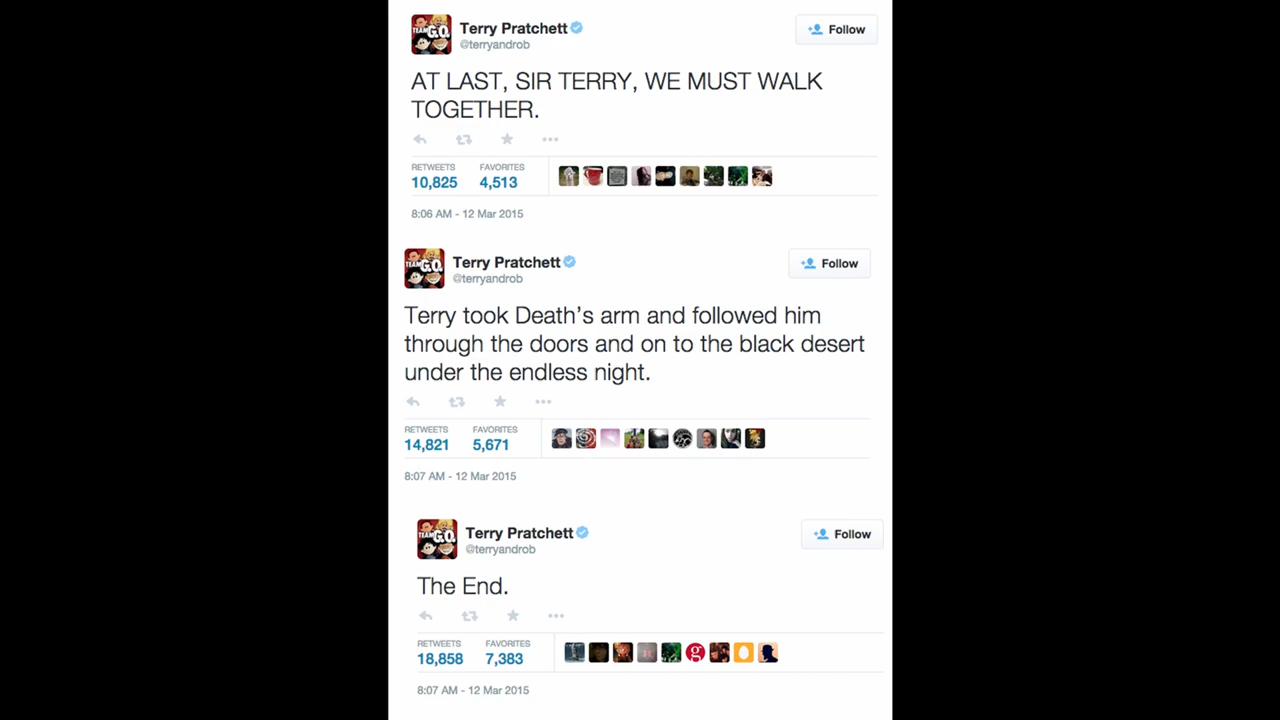 Terry Pratchett
Follow
@terryandrob
AT LAST, SIR TERRY, WE MUST WALK
TOGETHER.
RETWEETS FAVORITES
10,825 4,513
8:06 AM - 12 Mar 2015
Terry Pratchett
Follow
@terryandrob
Terry took Death's arm and followed him
through the doors and on to the black desert
under the endless night.
RETWEETS FAVORITES
14,821 5,671
8:07 AM - 12 Mar 2015
Terry Pratchett
Follow
@terryandrob
The End.
RETWEETS FAVORITES
18,858 7,383
8:07 AM - 12 Mar 2015